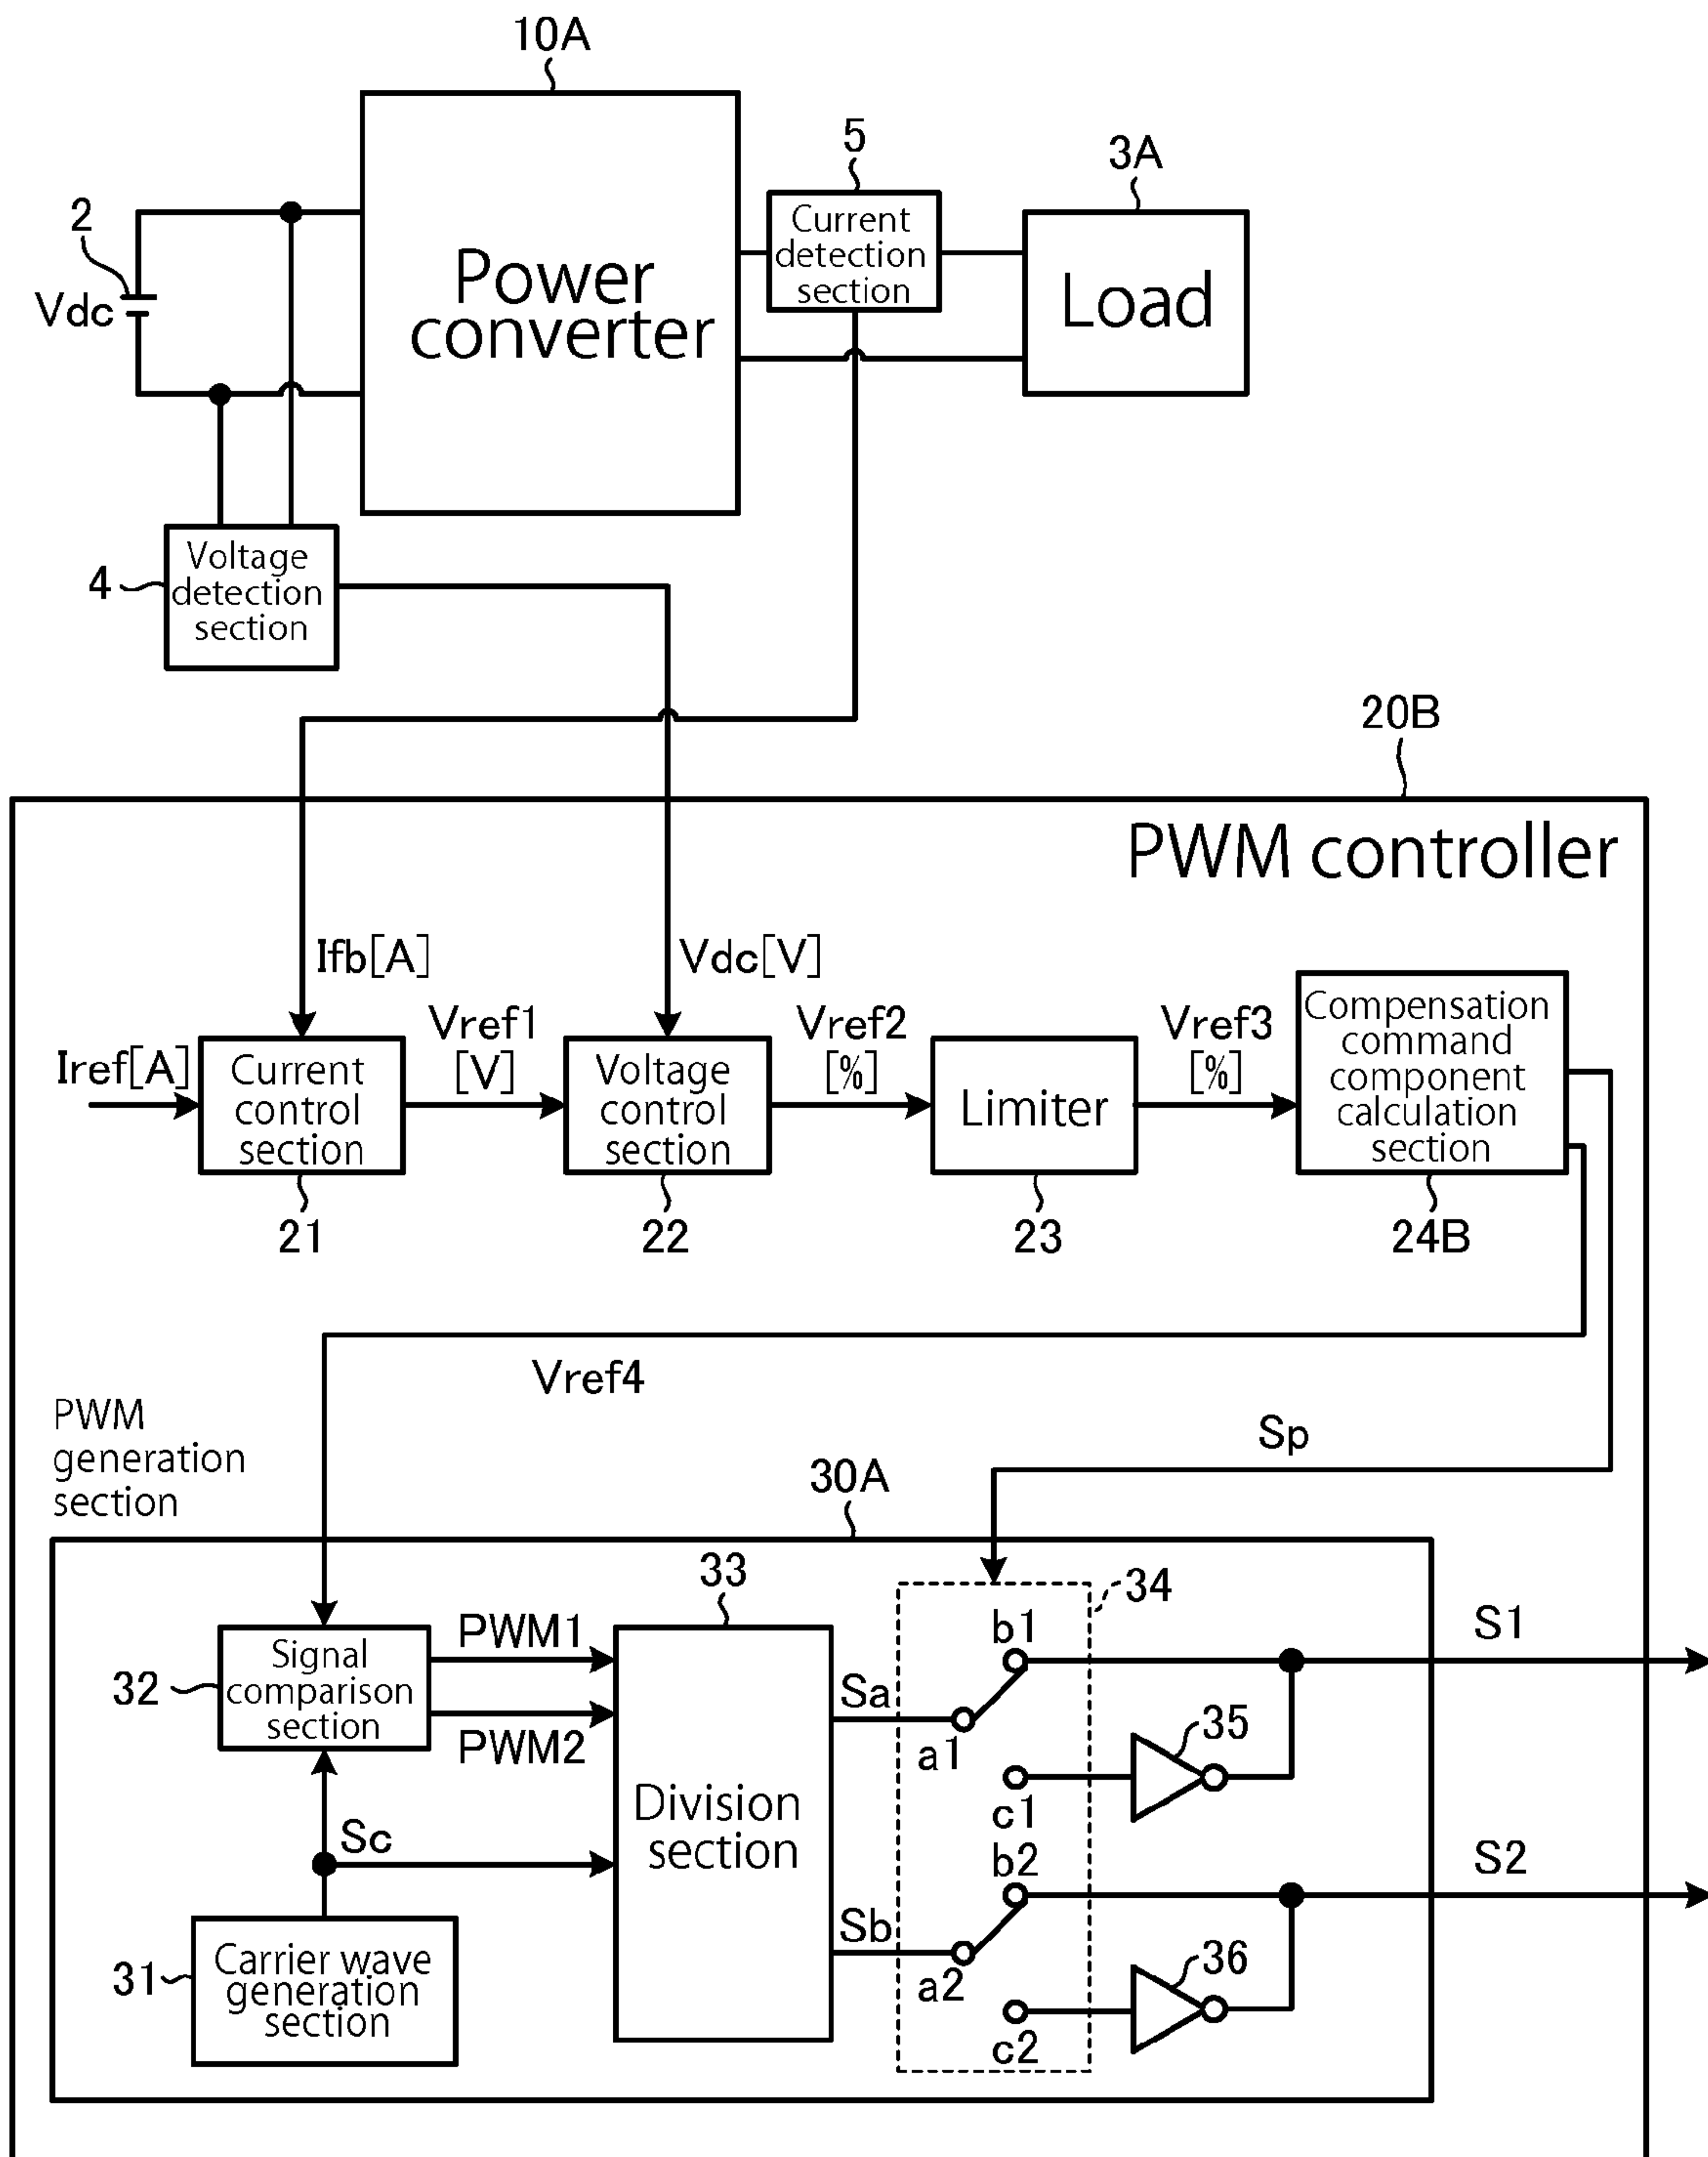 10A
5
3A
2
Vdc
Power
converter
Current
detection
section
Load
4
Voltage
detection
section
20B
PWM controller
Ifb[A]
Vdc[V]
Iref[A]
Current
control
section
21
Vref1
[V]
Voltage
control
section
22
Vref2
[%]
Limiter
23
Vref3
[%]
Compensation
command
component
calculation
section
24B
Vref4
Sp
PWM
generation
section
30A
33
34
32
Signal
comparison
section
PWM1
PWM2
Division
section
Sa
Sb
Sc
31
Carrier wave
generation
section
b1
a1
c1
b2
a2
c2
35
36
S1
S2